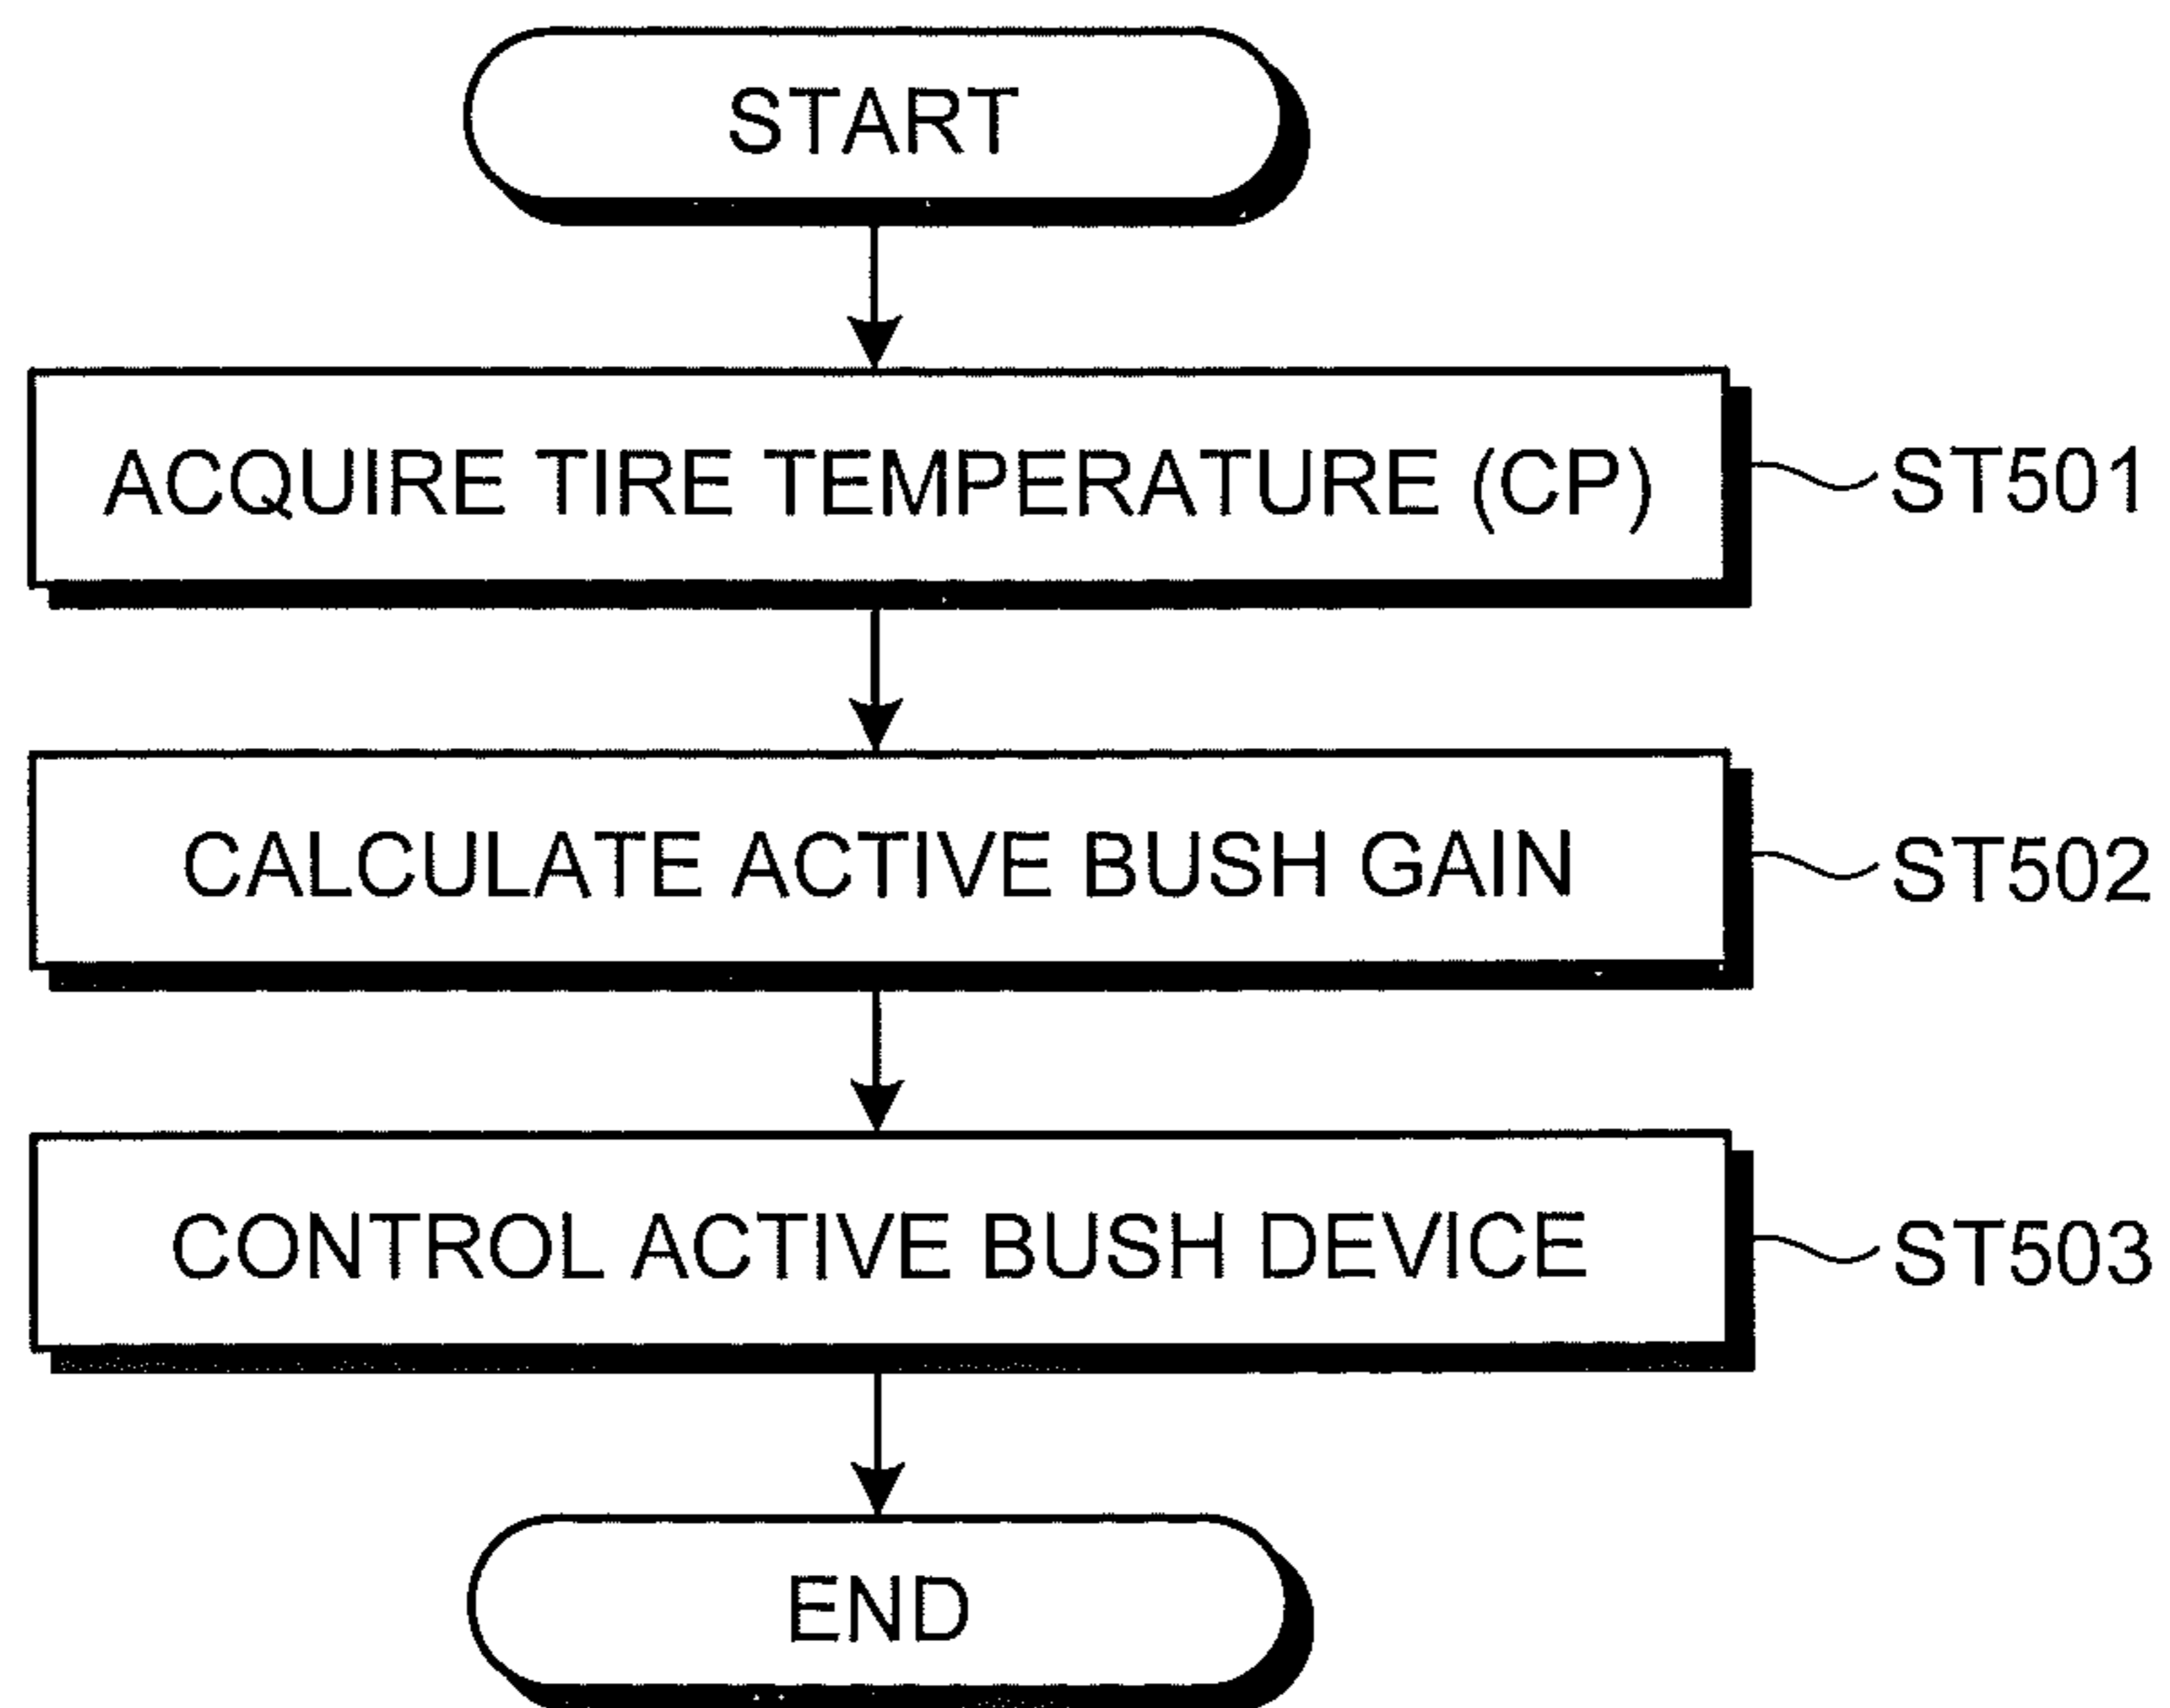 START
ACQUIRE TIRE TEMPERATURE (CP)
ST501
CALCULATE ACTIVE BUSH GAIN
ST502
CONTROL ACTIVE BUSH DEVICE
ST503
END